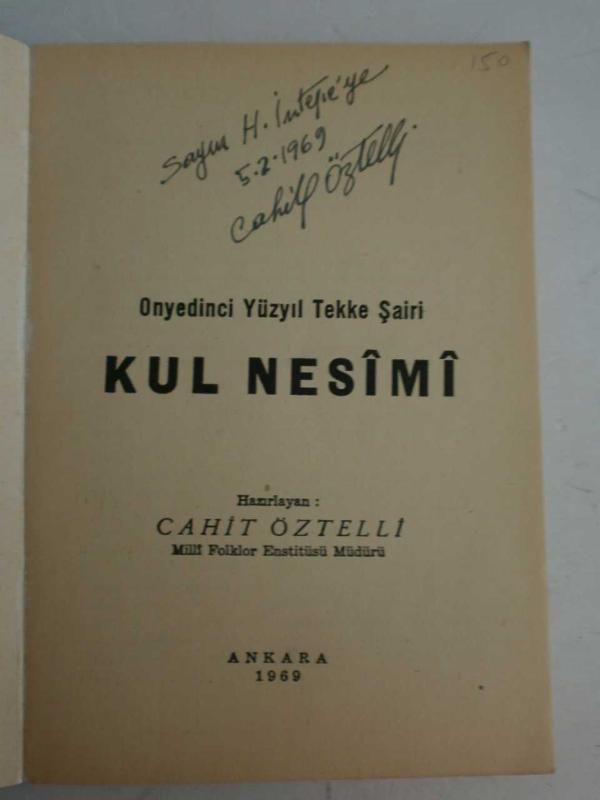 150
Sayın H. İntepe'ye
5.2.1969
Cahit Öztelli
Onyedinci Yüzyıl Tekke Şairi
KUL NESÎMÎ
Hazırlayan :
CAHİT ÖZTELLİ
Millî Folklor Enstitüsü Müdürü
ANKARA
1969